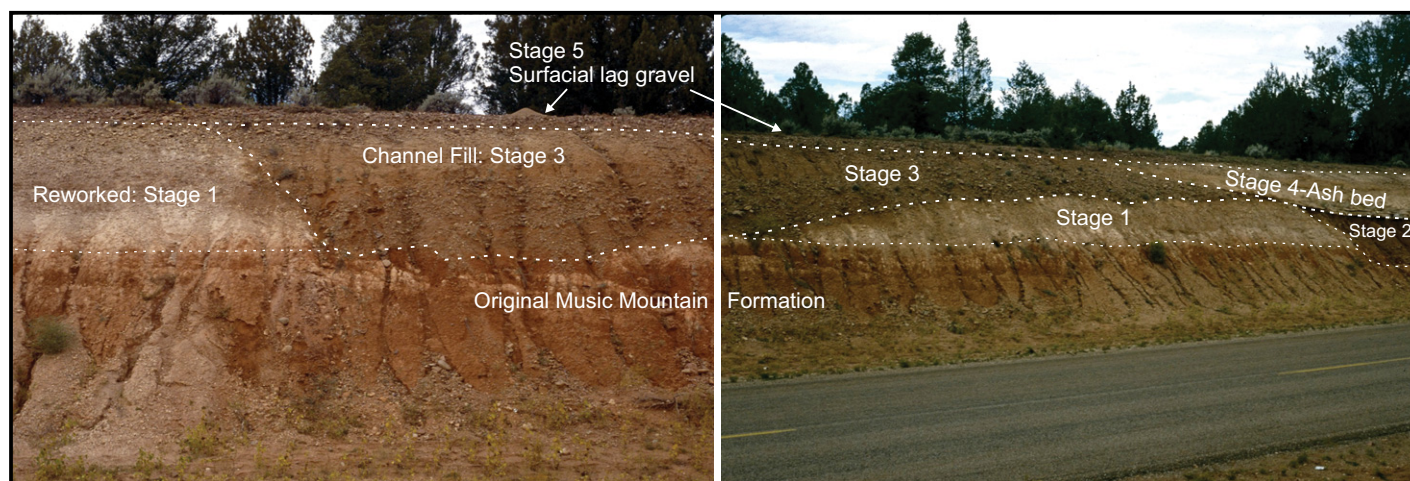 Stage 5
Surfacial lag gravel
Channel Fill: Stage 3
Reworked: Stage 1
Original Music Mountain Formation
Stage 3
Stage 4-Ash bed
Stage 1
Stage 2